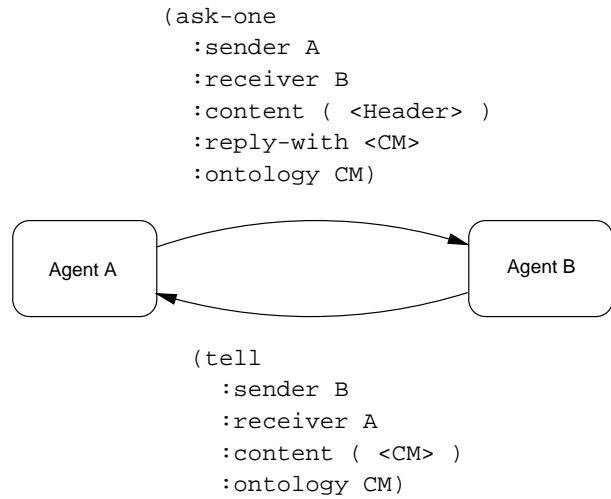 (ask-one
:sender A
:receiver B
:content ( <Header> )
:reply-with <CM>
:ontology CM)
Agent A
Agent B
(tell
:sender B
:receiver A
:content ( <CM> )
:ontology CM)